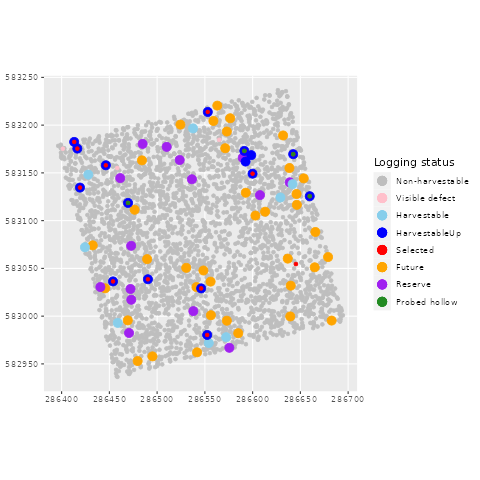 583250
583200
583150
583100
583050
583000
582950
286400
286450
286500
286550
286600
286650
286700
Logging status
Non-harvestable
Visible defect
Harvestable
HarvestableUp
Selected
Future
Reserve
Probed hollow